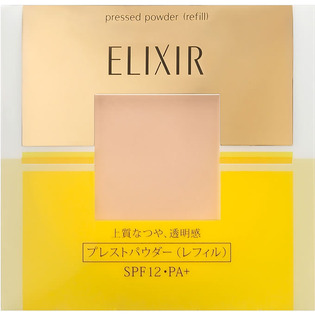 pressed powder (refill)
ELIXIR
上質なつや、透明感
プレストパウダー（レフィル）
SPF12・PA+